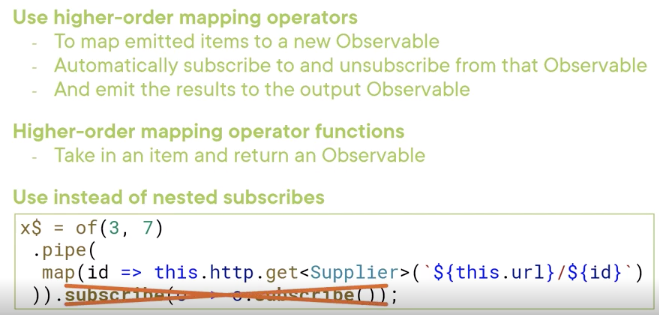 Use higher-order mapping operators
- To map emitted items to a new Observable
- Automatically subscribe to and unsubscribe from that Observable
- And emit the results to the output Observable
Higher-order mapping operator functions
- Take in an item and return an Observable
Use instead of nested subscribes
x$ = of(3, 7)
.pipe(
map(id => this.http.get<Supplier>(`${this.url}/${id}`)
)).subscribe(o => o.subscribe());